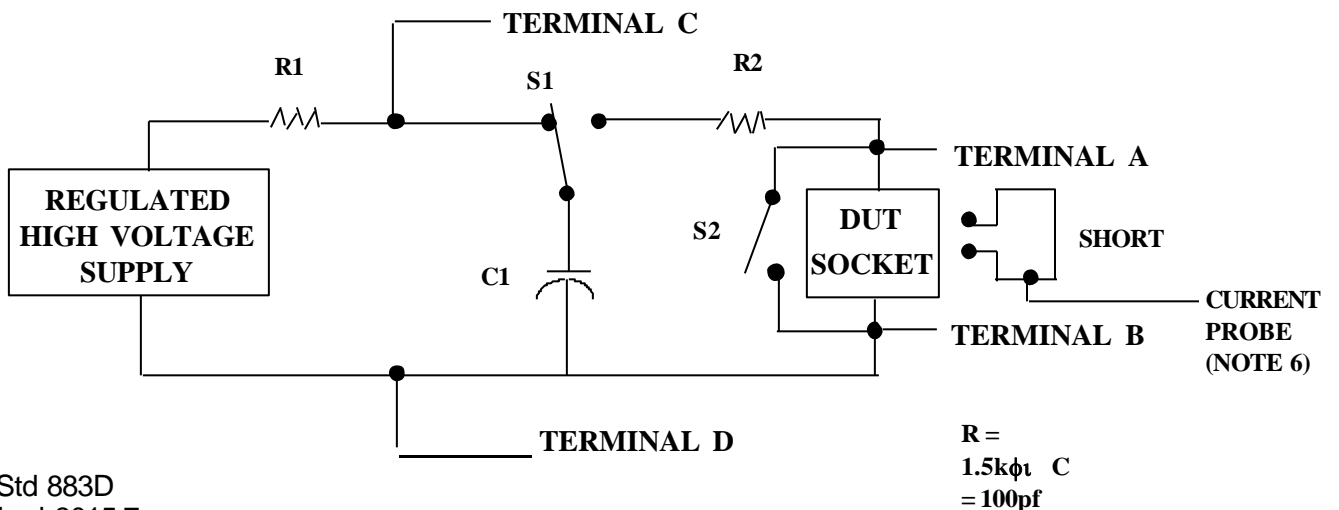 TERMINAL C
R1
S1
R2
TERMINAL A
REGULATED
HIGH VOLTAGE
SUPPLY
S2
DUT
SOCKET
SHORT
C1
CURRENT
PROBE
(NOTE 6)
TERMINAL B
TERMINAL D
R =
1.5kϕι C
= 100pf
Std 883D